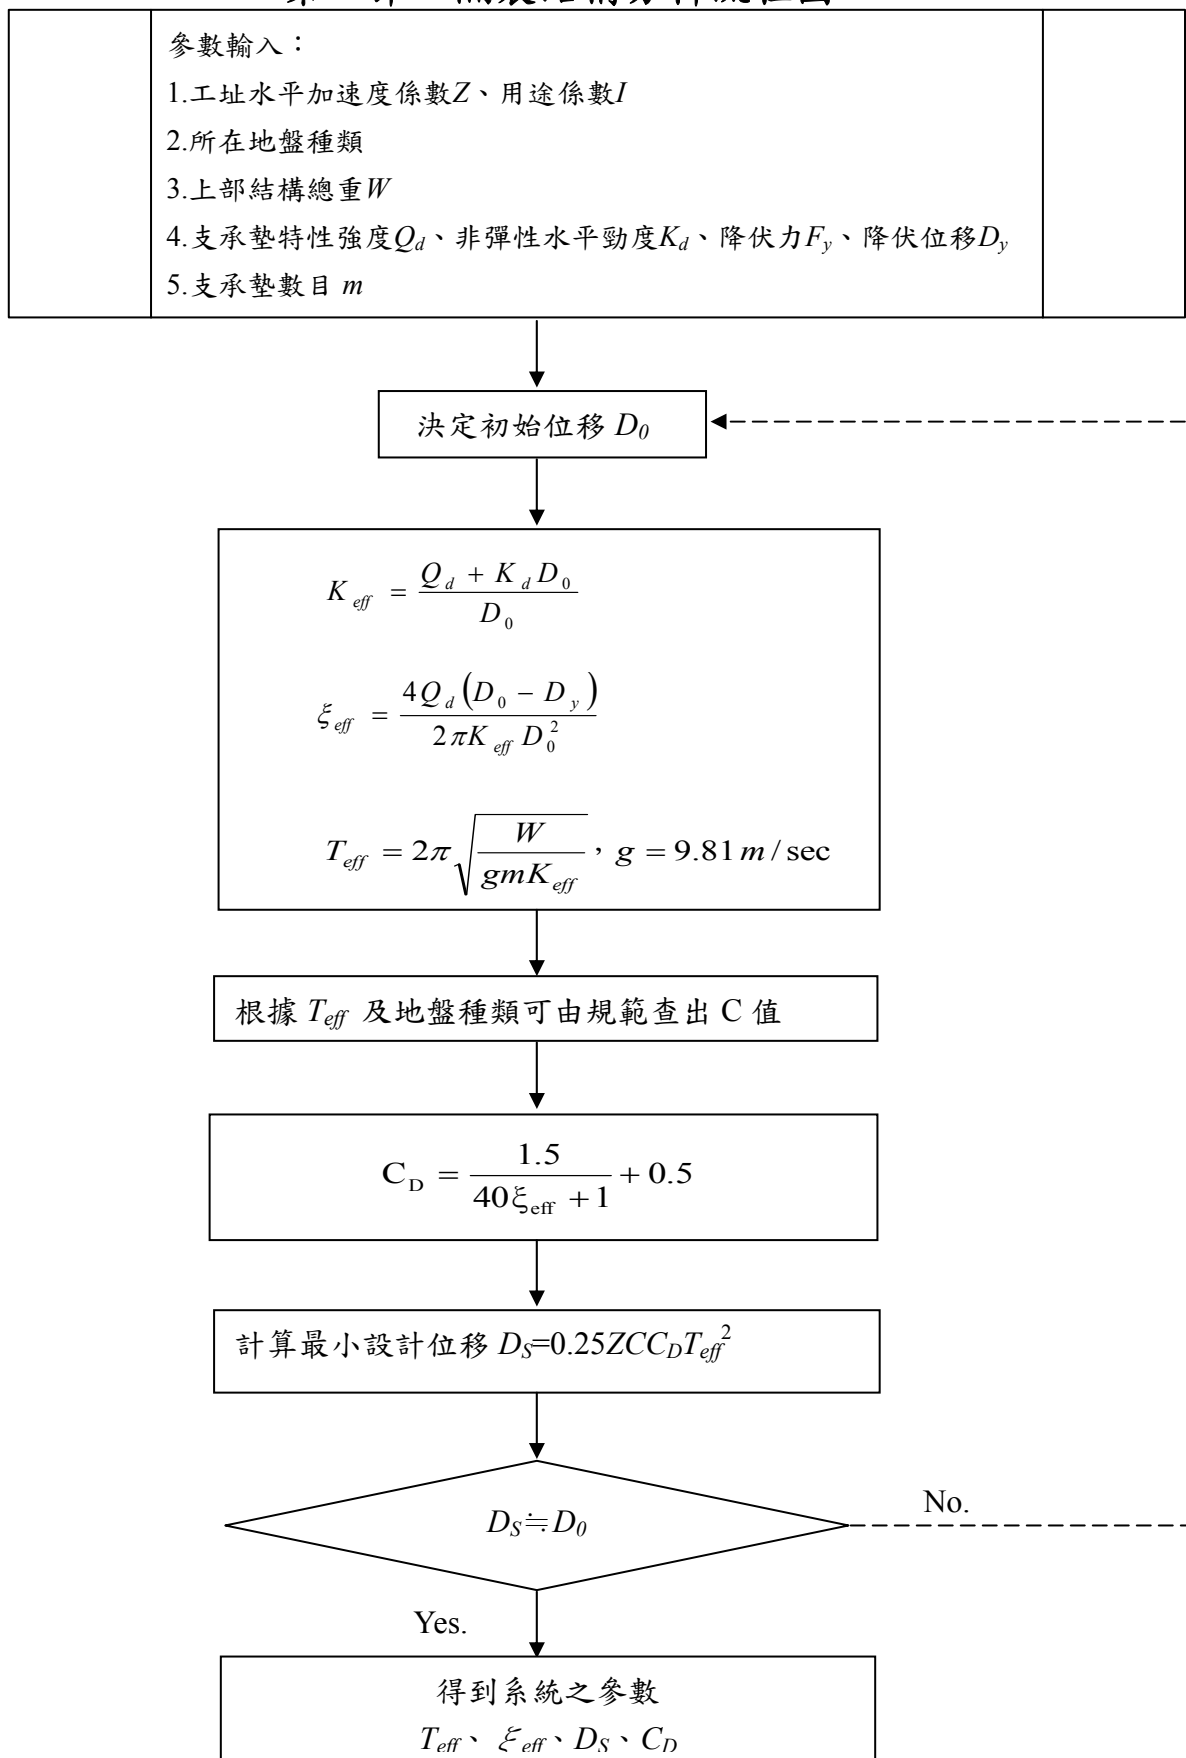 參數輸入：
1.工址水平加速度係數Z、用途係數I
2.所在地盤種類
3.上部結構總重W
4.支承墊特性強度Q_d、非彈性水平勁度K_d、降伏力F_y、降伏位移D_y
5.支承墊數目 m
決定初始位移 D_0
K_eff = (Q_d + K_d D_0) / D_0
ξ_eff = 4Q_d (D_0 − D_y) / 2πK_eff D_0^2
T_eff = 2π √(W / gmK_eff)，g = 9.81 m / sec
根據 T_eff 及地盤種類可由規範查出 C 值
C_D = 1.5 / (40ξ_eff + 1) + 0.5
計算最小設計位移 D_S=0.25ZCC_DT_eff^2
D_S≒D_0
No.
Yes.
得到系統之參數
T_eff、ξ_eff、D_S、C_D